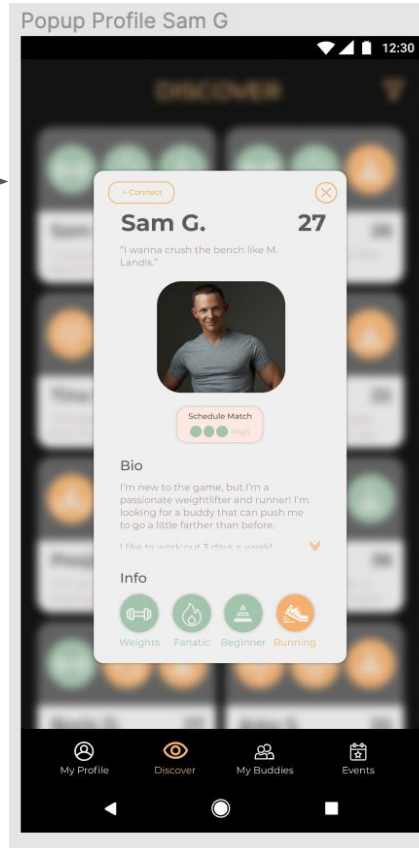 Popup Profile Sam G
12:30
DISCOVER
+ Connect
Sam G.
27
"I wanna crush the bench like M.
Landis."
Schedule Match
High
Bio
I'm new to the game, but I'm a
passionate weightlifter and runner! I'm
looking for a buddy that can push me
to go a little farther than before.
I like to work out 3 days a week!
Info
Weights Fanatic Beginner Running
My Profile Discover My Buddies Events